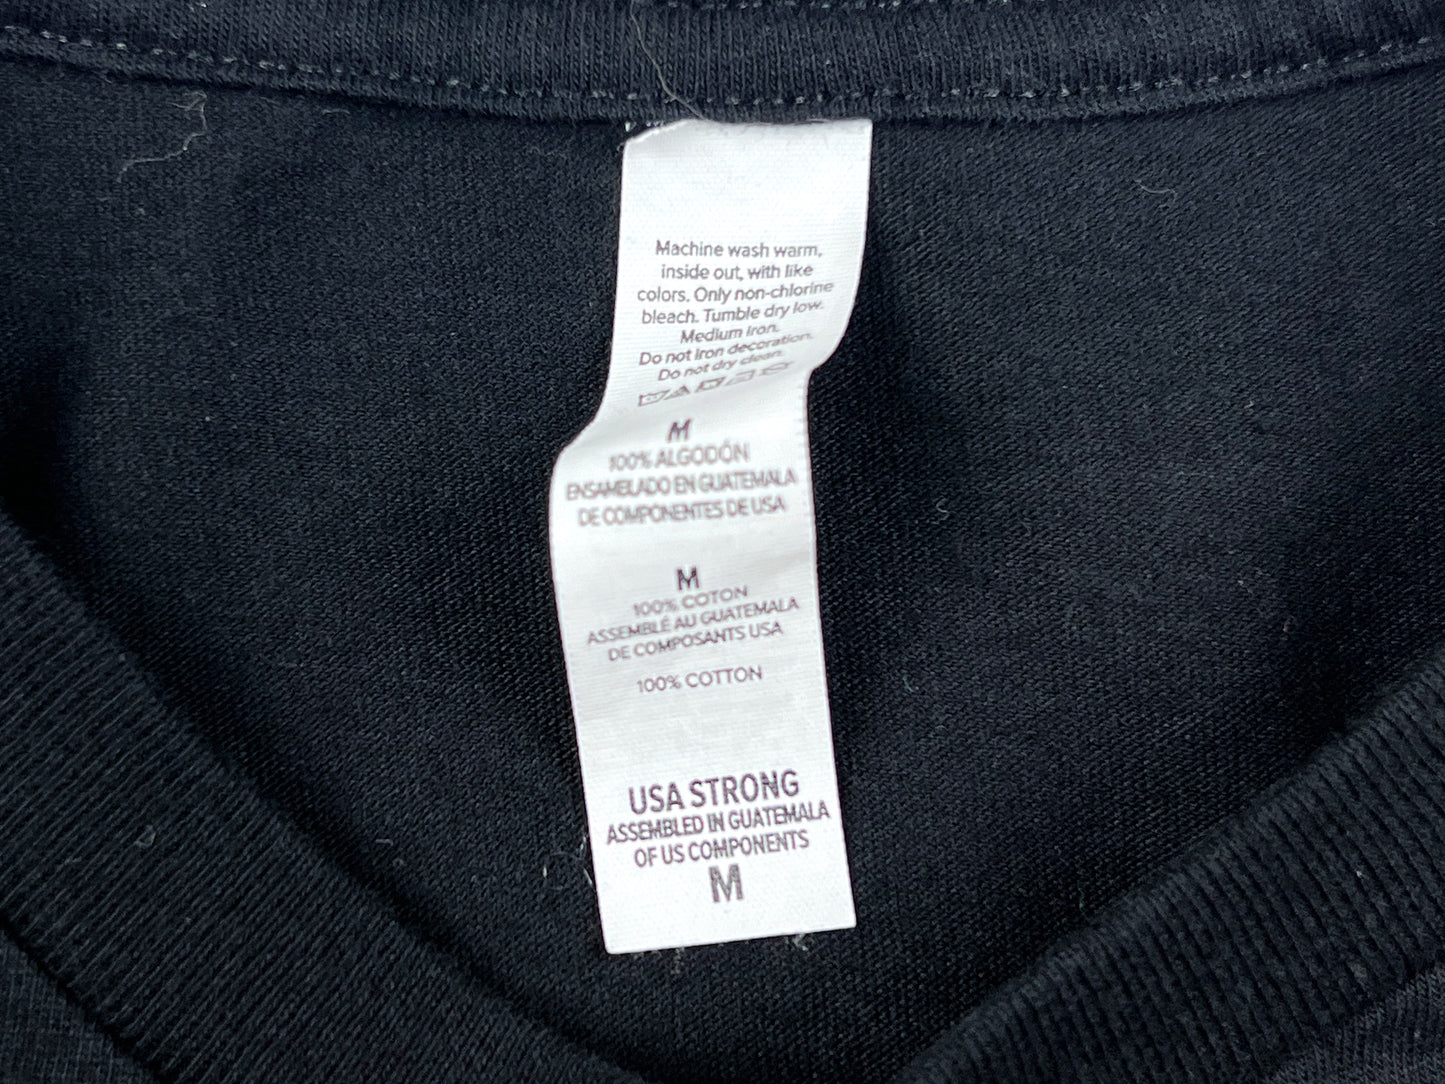 Machine wash warm,
inside out, with like
colors. Only non-chlorine
bleach. Tumble dry low.
Medium iron.
Do not iron decoration.
Do not dry clean.
M
100% ALGODÓN
ENSAMBLADO EN GUATEMALA
DE COMPONENTES DE USA
M
100% COTON
ASSEMBLÉ AU GUATEMALA
DE COMPOSANTS USA
100% COTTON
USA STRONG
ASSEMBLED IN GUATEMALA
OF US COMPONENTS
M